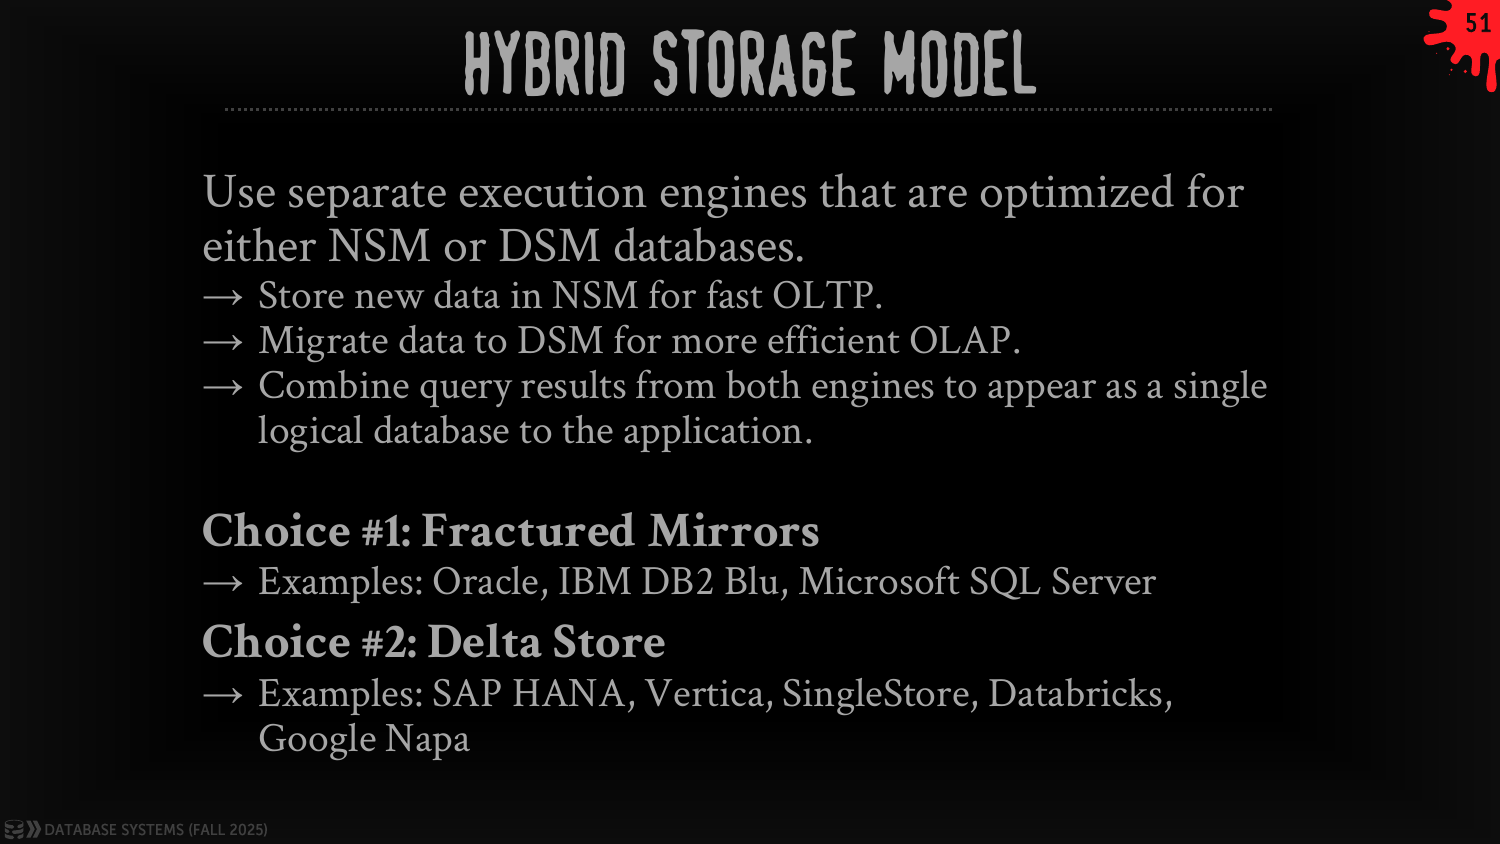 51
HYBRID STORAGE MODEL
Use separate execution engines that are optimized for
either NSM or DSM databases.
→ Store new data in NSM for fast OLTP.
→ Migrate data to DSM for more efficient OLAP.
→ Combine query results from both engines to appear as a single
logical database to the application.
Choice #1: Fractured Mirrors
→ Examples: Oracle, IBM DB2 Blu, Microsoft SQL Server
Choice #2: Delta Store
→ Examples: SAP HANA, Vertica, SingleStore, Databricks,
Google Napa
DATABASE SYSTEMS (FALL 2025)